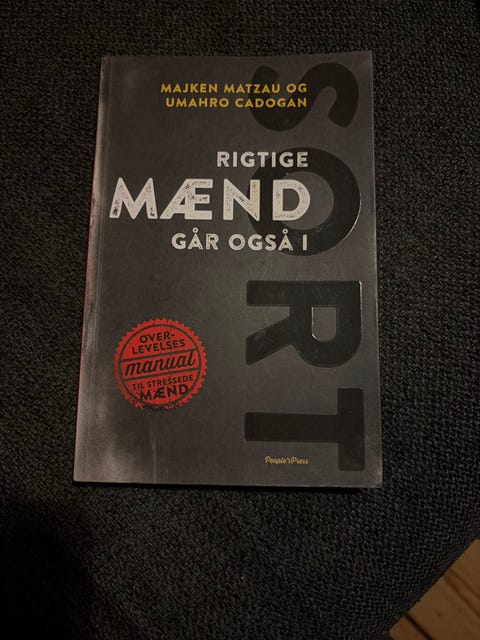 MAJKEN MATZAU OG
UMAHRO CADOGAN
RIGTIGE
MÆND
GÅR OGSÅ I
SORT
OVER-
LEVELSES
manual
TIL STRESSEDE
MÆND
People'sPress